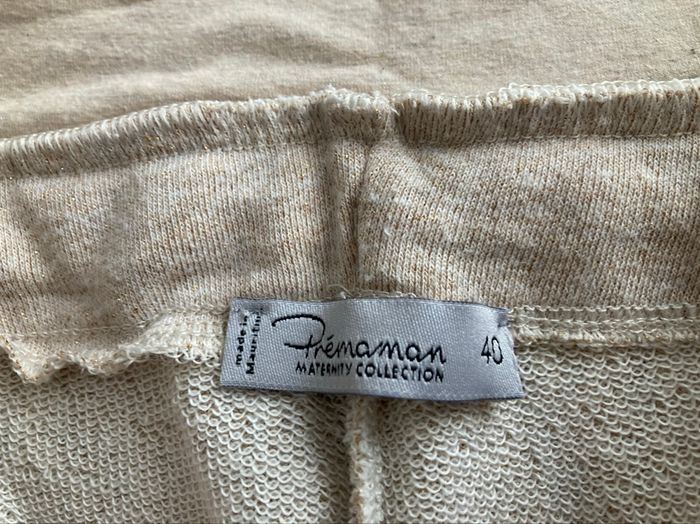 made in
Mauritius
Prémaman
MATERNITY COLLECTION
40